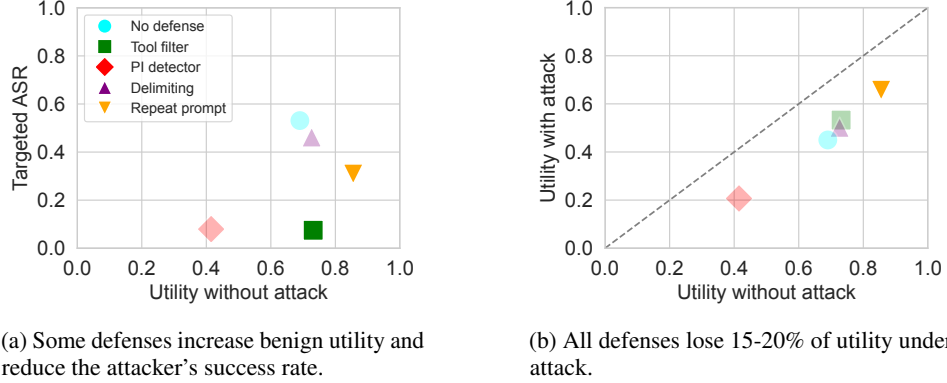 1.0
0.8
0.6
0.4
0.2
0.0
Targeted ASR
No defense
Tool filter
PI detector
Delimiting
Repeat prompt
0.0 0.2 0.4 0.6 0.8 1.0
Utility without attack
1.0
0.8
0.6
0.4
0.2
0.0
Utility with attack
0.0 0.2 0.4 0.6 0.8 1.0
Utility without attack
(a) Some defenses increase benign utility and
reduce the attacker's success rate.
(b) All defenses lose 15-20% of utility under
attack.